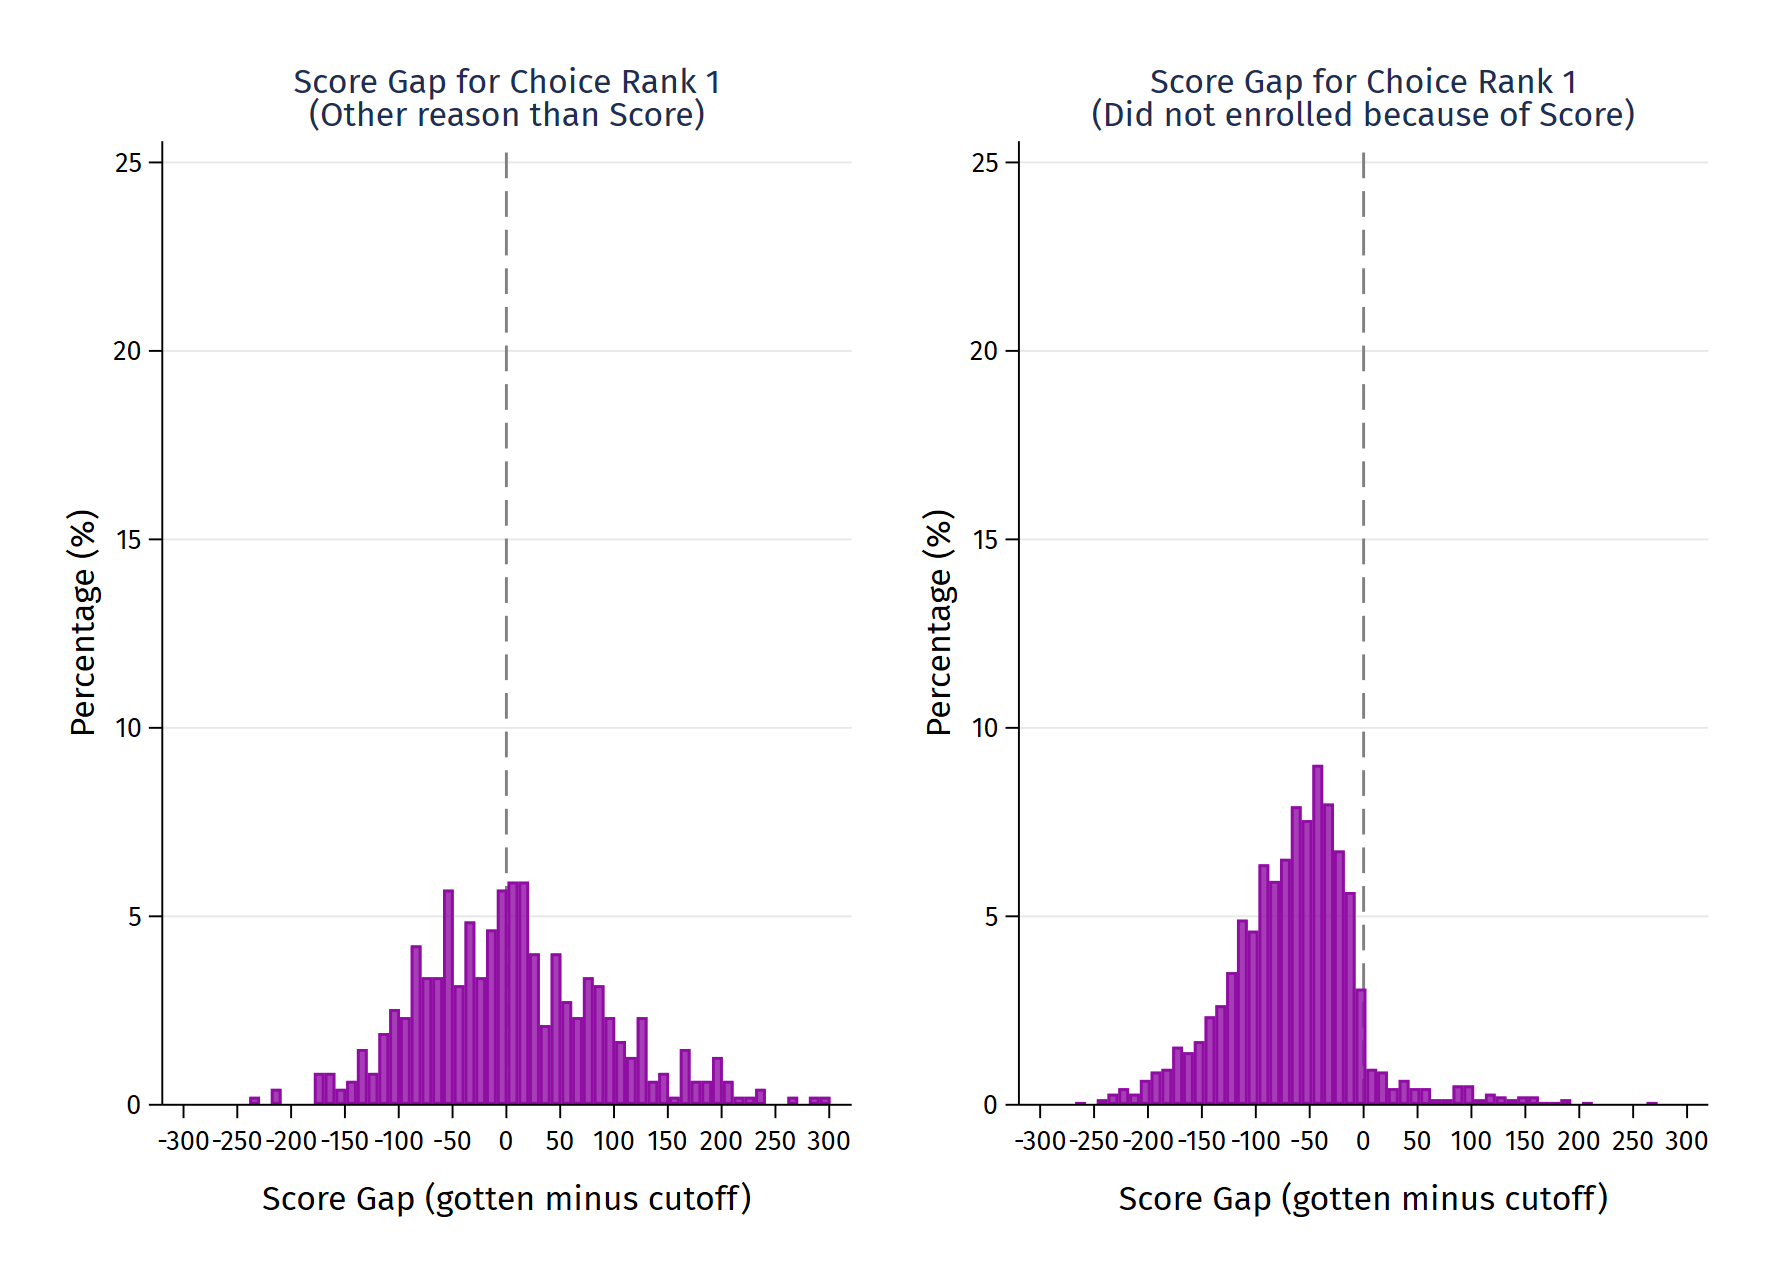 Score Gap for Choice Rank 1
(Other reason than Score)
25
20
15
10
5
0
Percentage (%)
-300 -250 -200 -150 -100 -50 0 50 100 150 200 250 300
Score Gap (gotten minus cutoff)
Score Gap for Choice Rank 1
(Did not enrolled because of Score)
25
20
15
10
5
0
Percentage (%)
-300 -250 -200 -150 -100 -50 0 50 100 150 200 250 300
Score Gap (gotten minus cutoff)